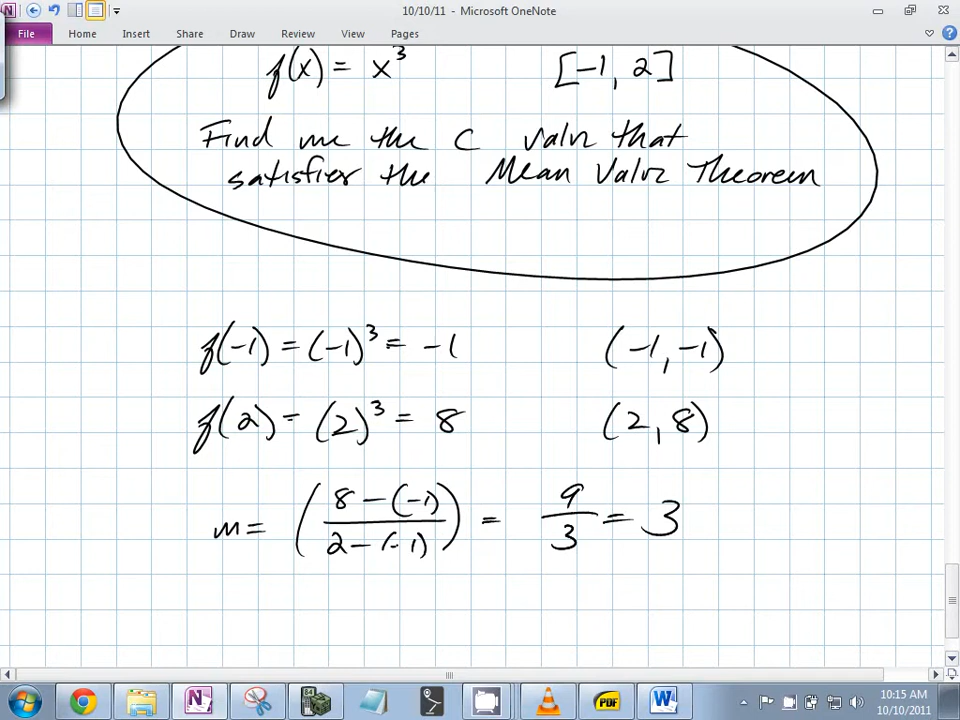 10/10/11 - Microsoft OneNote
File Home Insert Share Draw Review View Pages
f(x) = x³ [-1, 2]
Find me the C value that
satisfies the Mean Value Theorem
f(-1) = (-1)³ = -1 (-1, -1)
f(2) = (2)³ = 8 (2, 8)
m = (8 - (-1) / 2 - (-1)) = 9/3 = 3
10:15 AM
10/10/2011